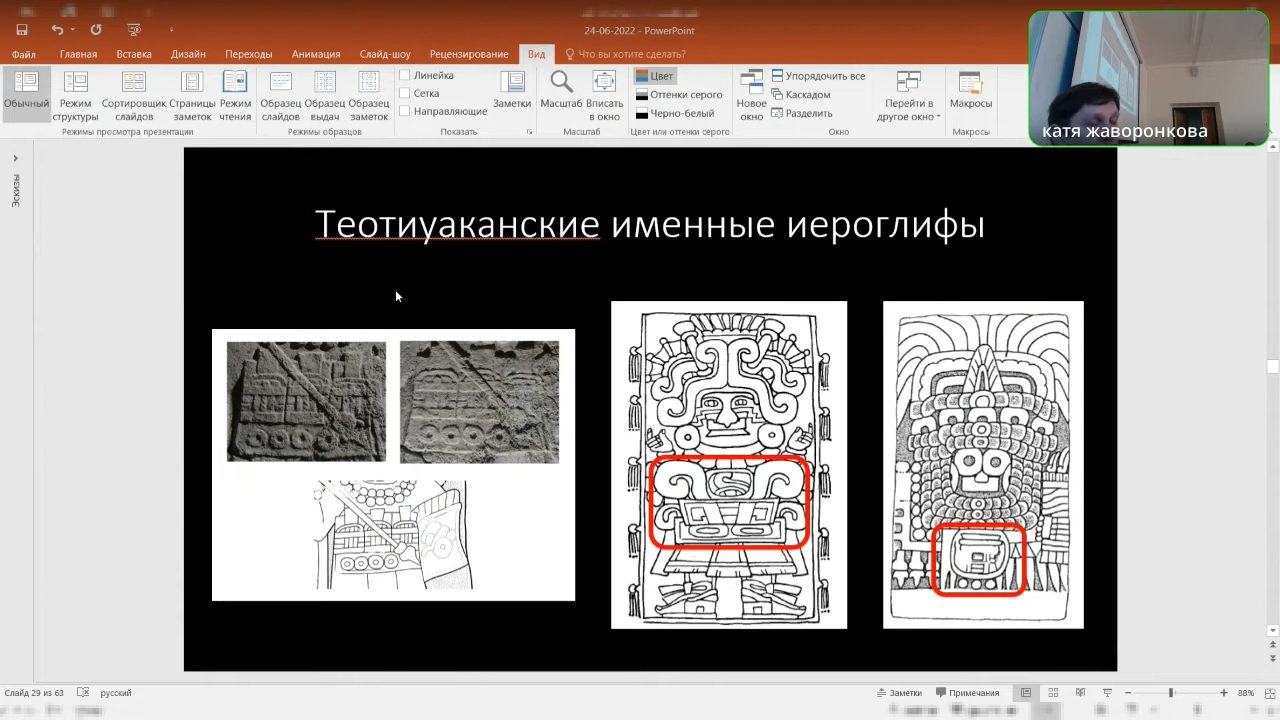 24-06-2022 - PowerPoint
Файл Главная Вставка Дизайн Переходы Анимация Слайд-шоу Рецензирование Вид Что вы хотите сделать?
катя жаворонкова
Обычный
Режим структуры
Сортировщик слайдов
Страницы заметок
Режим чтения
Режимы просмотра презентации
Образец слайдов
Образец выдач
Образец заметок
Режимы образцов
Линейка
Сетка
Направляющие
Показать
Заметки
Масштаб
Вписать в окно
Масштаб
Цвет
Оттенки серого
Черно-белый
Цвет или оттенки серого
Новое окно
Упорядочить все
Каскадом
Разделить
Перейти в другое окно
Окно
Макросы
Макросы
Эскизы
Теотиуаканские именные иероглифы
Слайд 29 из 63 русский Заметки Примечания 88%